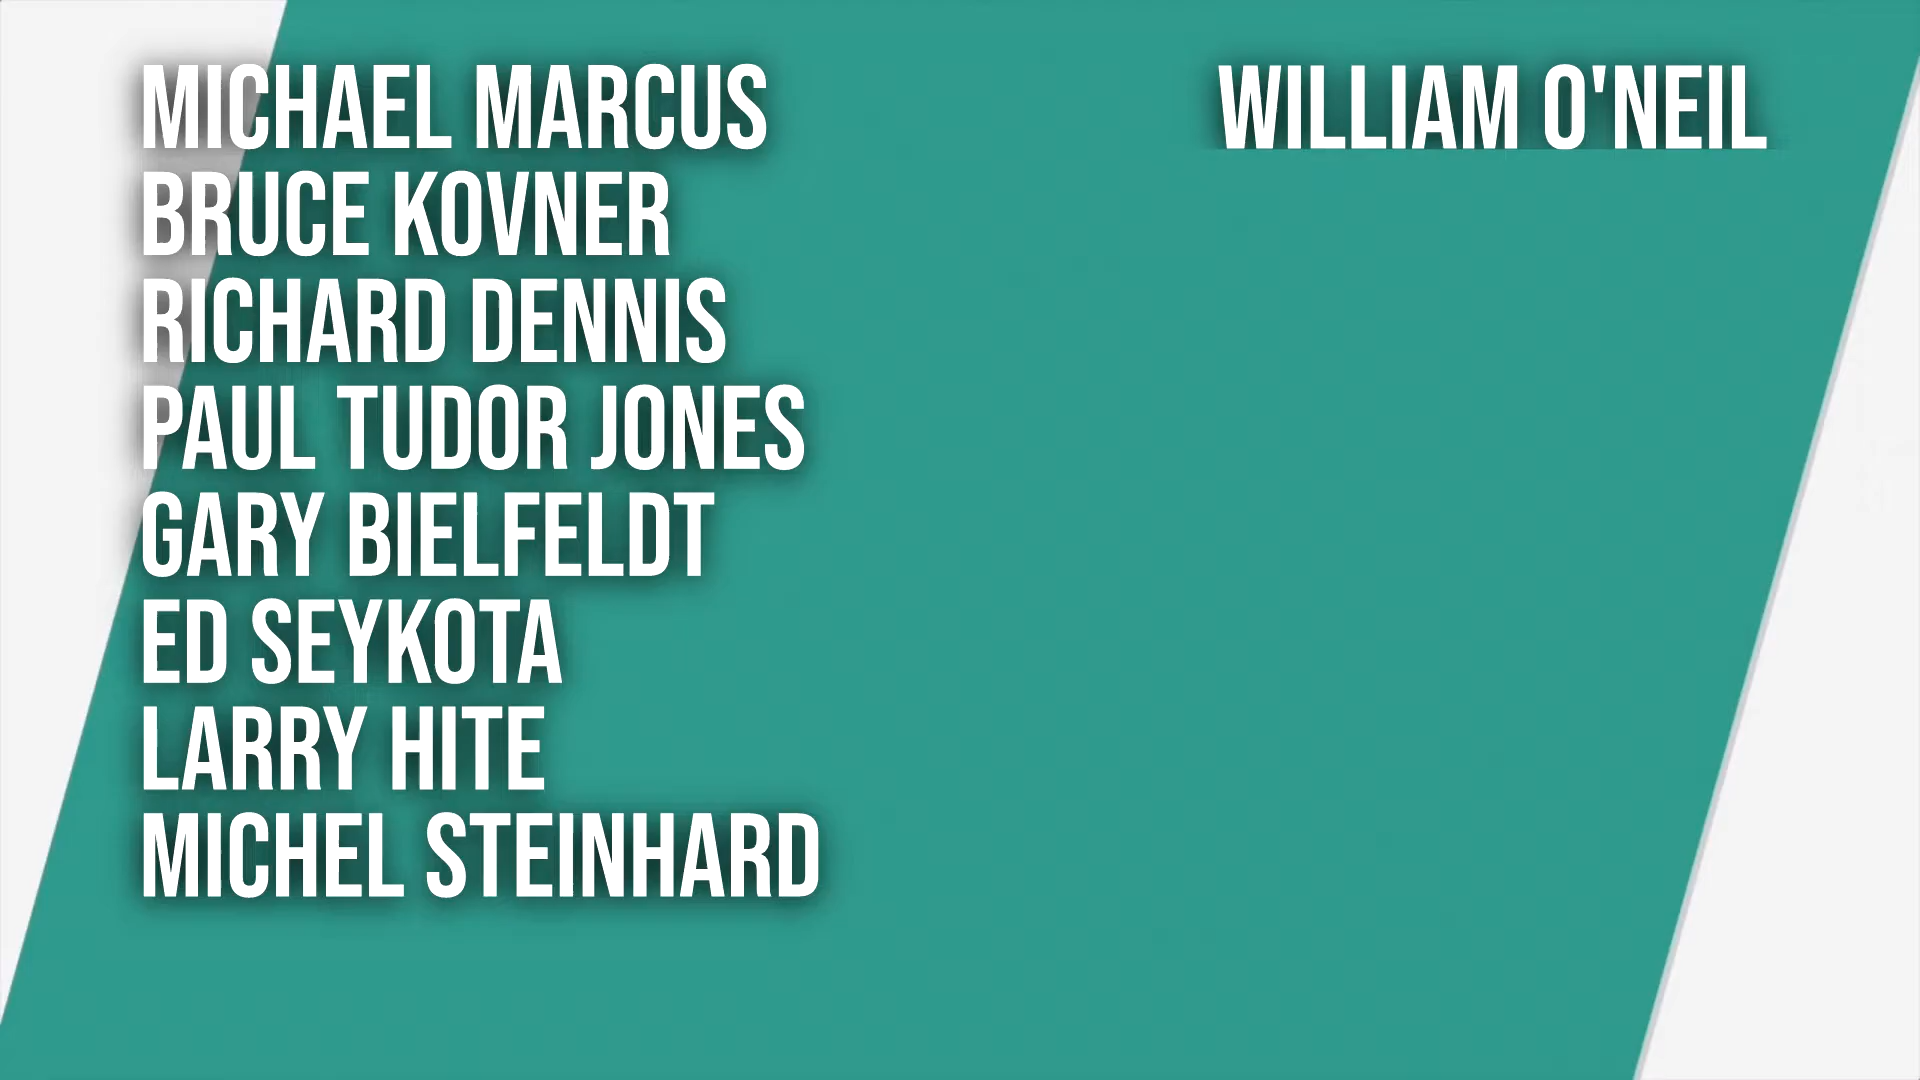 MICHAEL MARCUS
BRUCE KOVNER
RICHARD DENNIS
PAUL TUDOR JONES
GARY BIELFELDT
ED SEYKOTA
LARRY HITE
MICHEL STEINHARD
WILLIAM O'NEIL